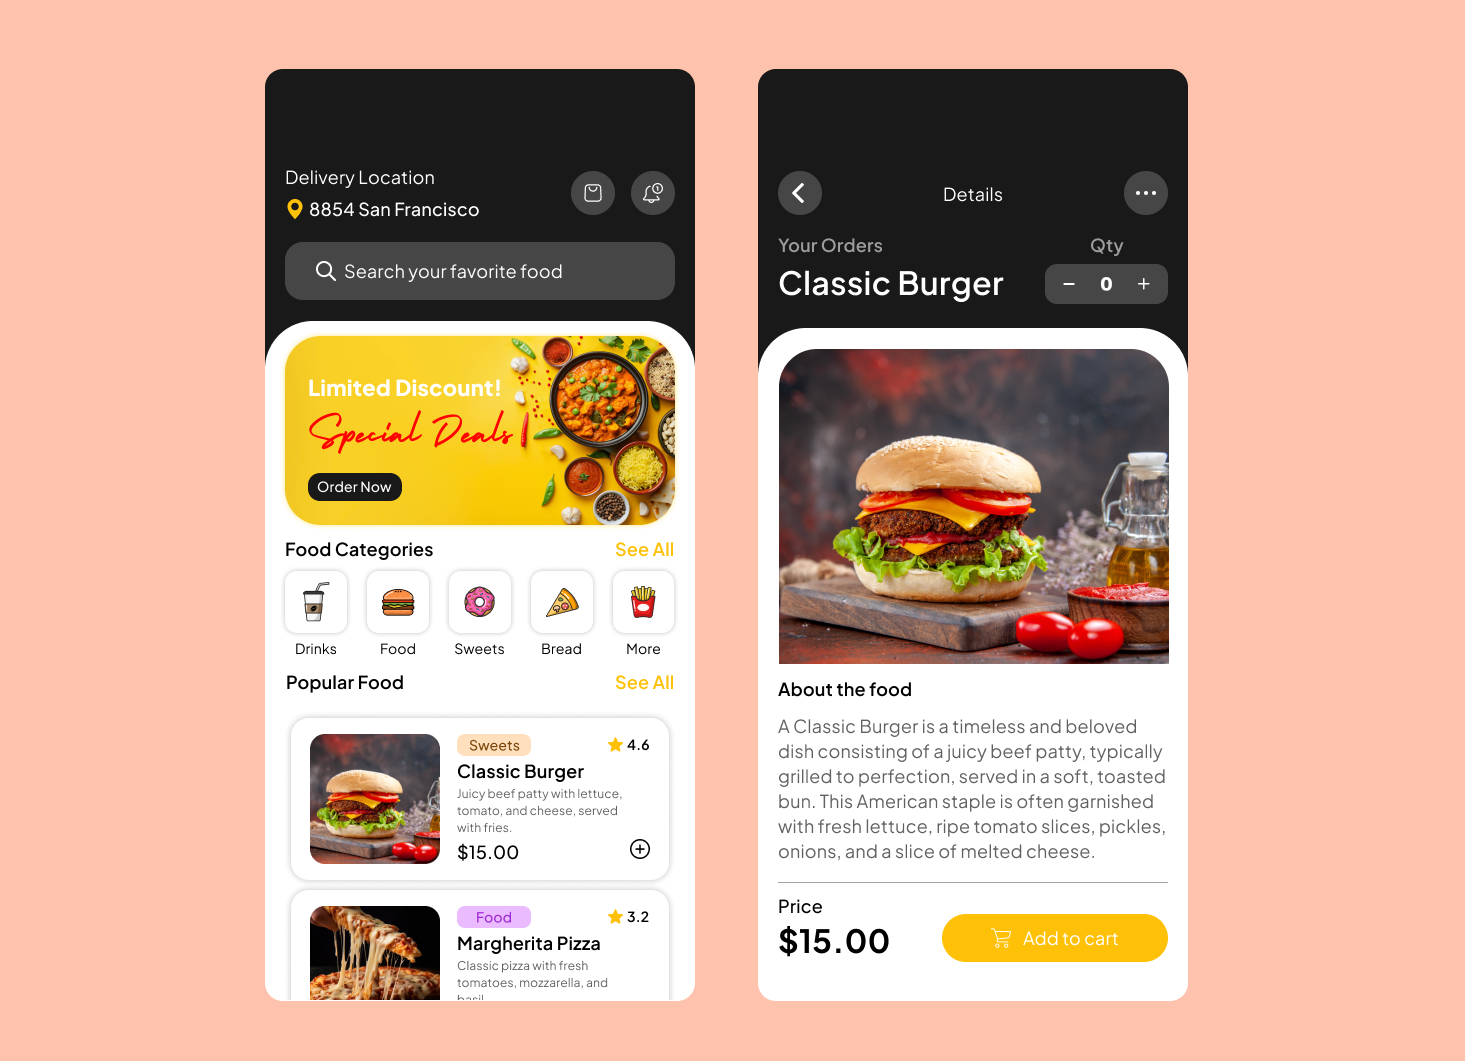 Delivery Location
8854 San Francisco
Search your favorite food
Limited Discount!
Special Deals
Order Now
Food Categories
See All
Drinks
Food
Sweets
Bread
More
Popular Food
See All
Sweets
4.6
Classic Burger
Juicy beef patty with lettuce,
tomato, and cheese, served
with fries.
$15.00
Food
3.2
Margherita Pizza
Classic pizza with fresh
tomatoes, mozzarella, and
basil
Details
Your Orders
Qty
Classic Burger
− 0 +
About the food
A Classic Burger is a timeless and beloved
dish consisting of a juicy beef patty, typically
grilled to perfection, served in a soft, toasted
bun. This American staple is often garnished
with fresh lettuce, ripe tomato slices, pickles,
onions, and a slice of melted cheese.
Price
$15.00
Add to cart